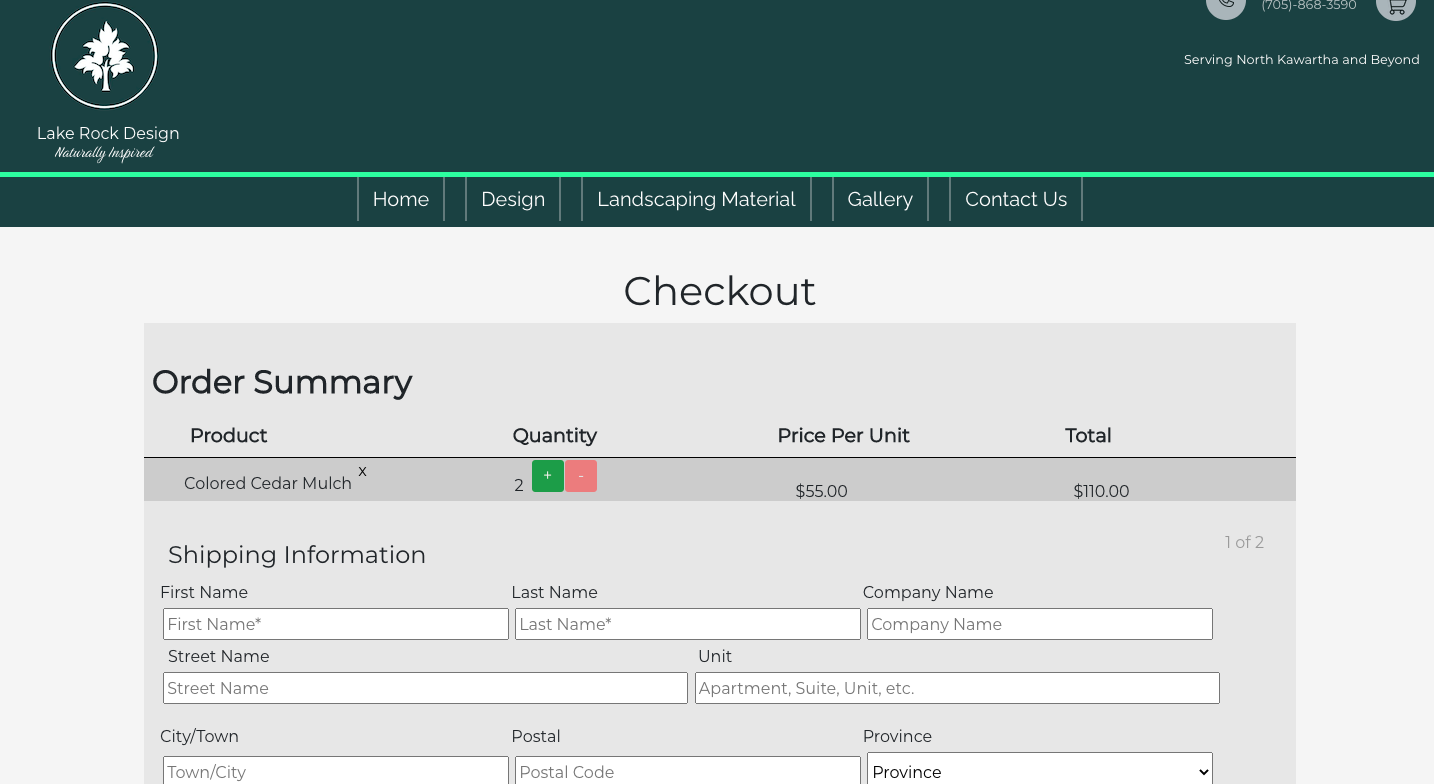 (705)-868-3590
Serving North Kawartha and Beyond
Lake Rock Design
Naturally Inspired
Home Design Landscaping Material Gallery Contact Us
Checkout
Order Summary
Product Quantity Price Per Unit Total
Colored Cedar Mulch x 2 + - $55.00 $110.00
Shipping Information 1 of 2
First Name Last Name Company Name
First Name* Last Name* Company Name
Street Name Unit
Street Name Apartment, Suite, Unit, etc.
City/Town Postal Province
Town/City Postal Code Province